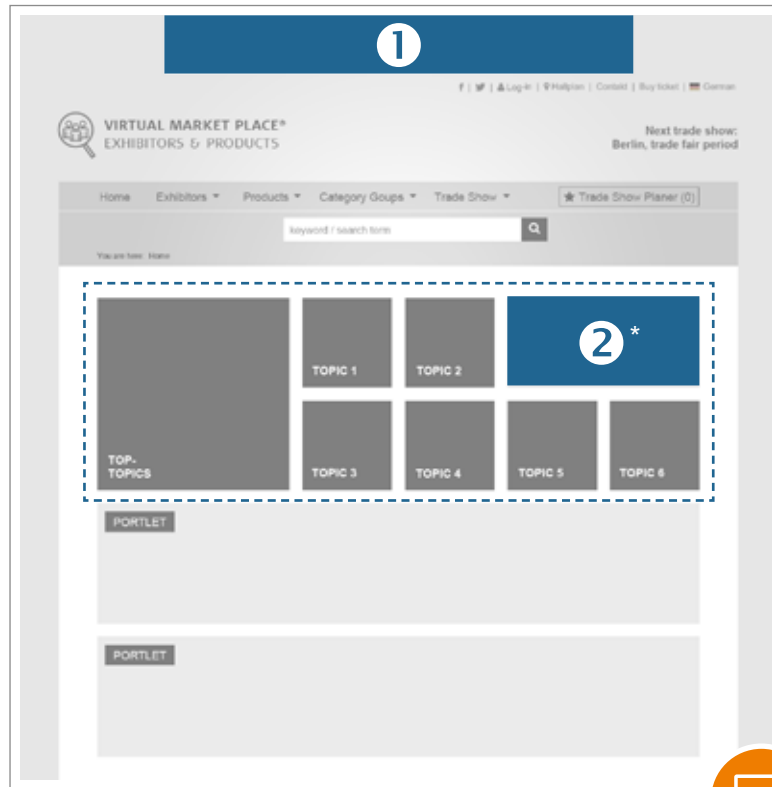 1
f | | Log-in | Hallplan | Contakt | Buy ticket | German
VIRTUAL MARKET PLACE®
EXHIBITORS & PRODUCTS
Next trade show:
Berlin, trade fair period
Home Exhibitors Products Category Goups Trade Show Trade Show Planer (0)
keyword / search term
You are here: Home
2*
TOPIC 1 TOPIC 2
TOP-
TOPICS
TOPIC 3 TOPIC 4 TOPIC 5 TOPIC 6
PORTLET
PORTLET